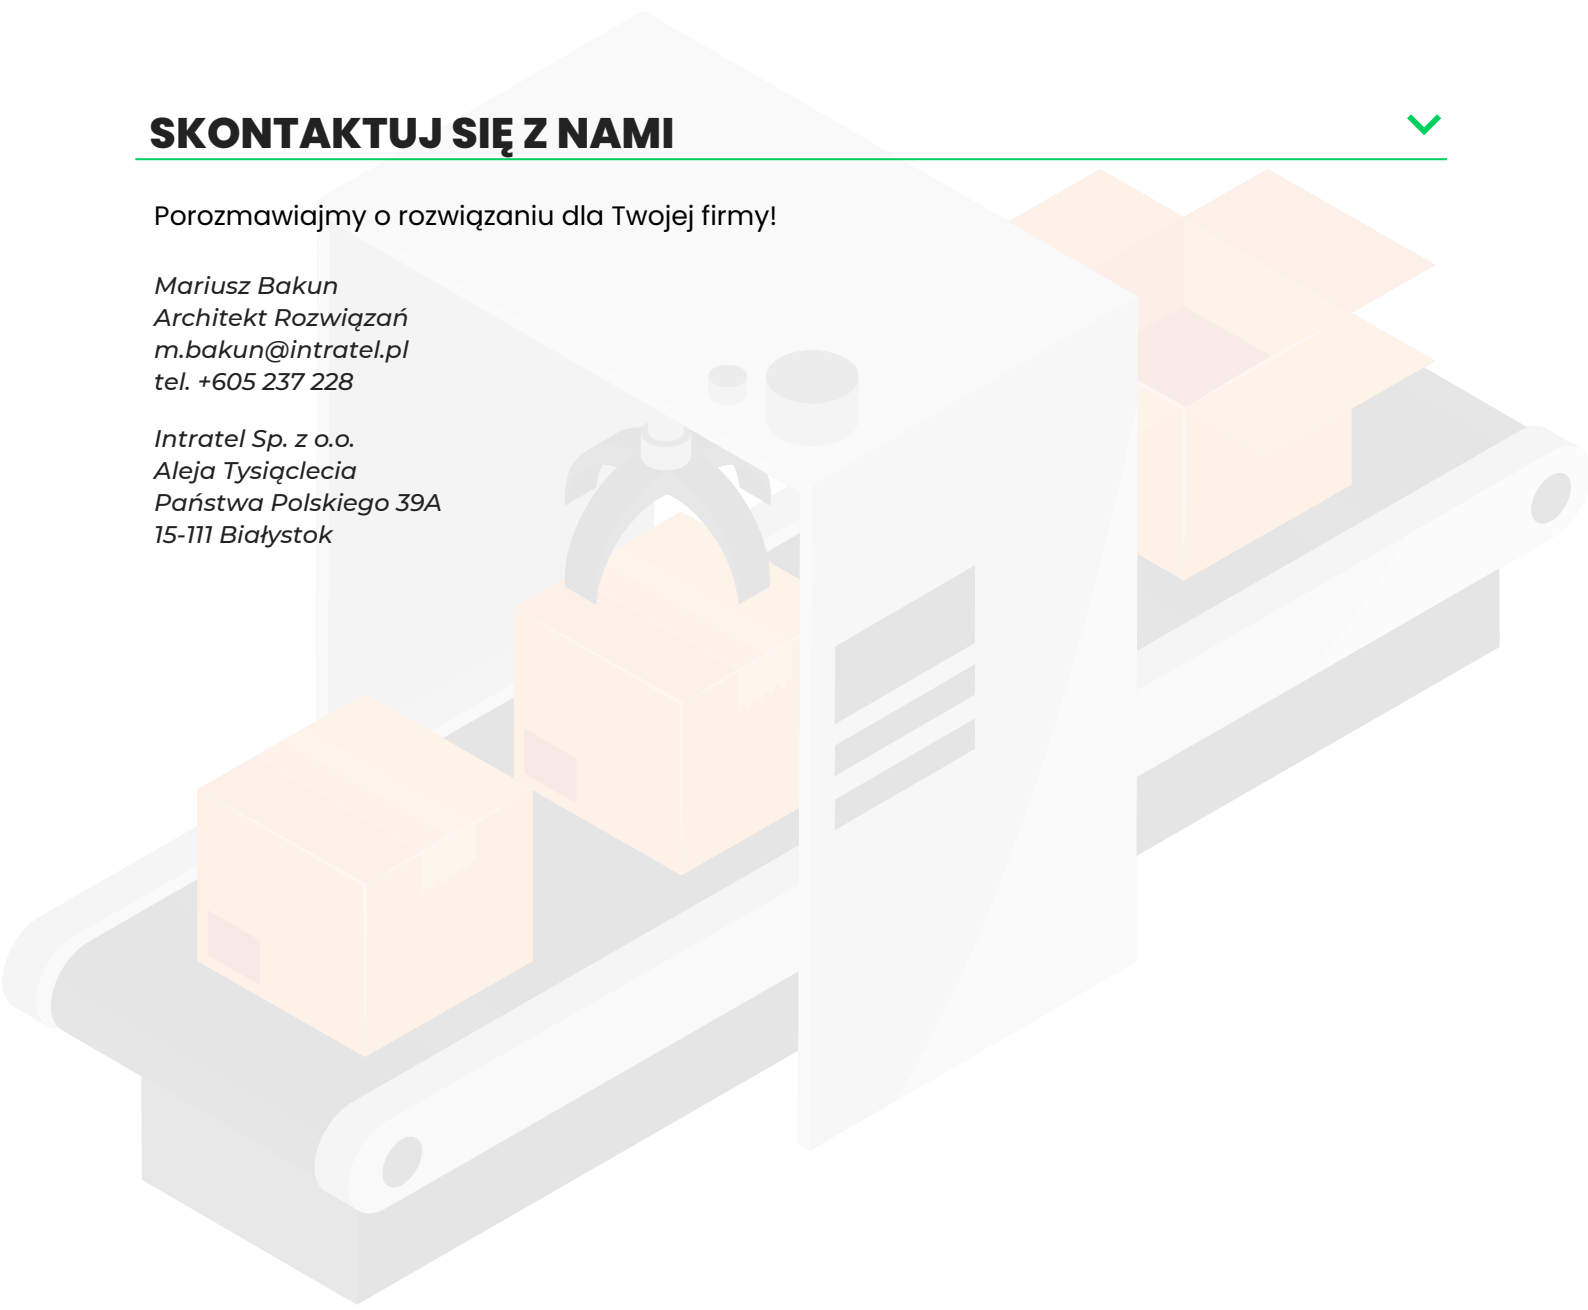 SKONTAKTUJ SIĘ Z NAMI
Porozmawiajmy o rozwiązaniu dla Twojej firmy!
Mariusz Bakun
Architekt Rozwiązań
m.bakun@intratel.pl
tel. +605 237 228
Intratel Sp. z o.o.
Aleja Tysiąclecia
Państwa Polskiego 39A
15-111 Białystok